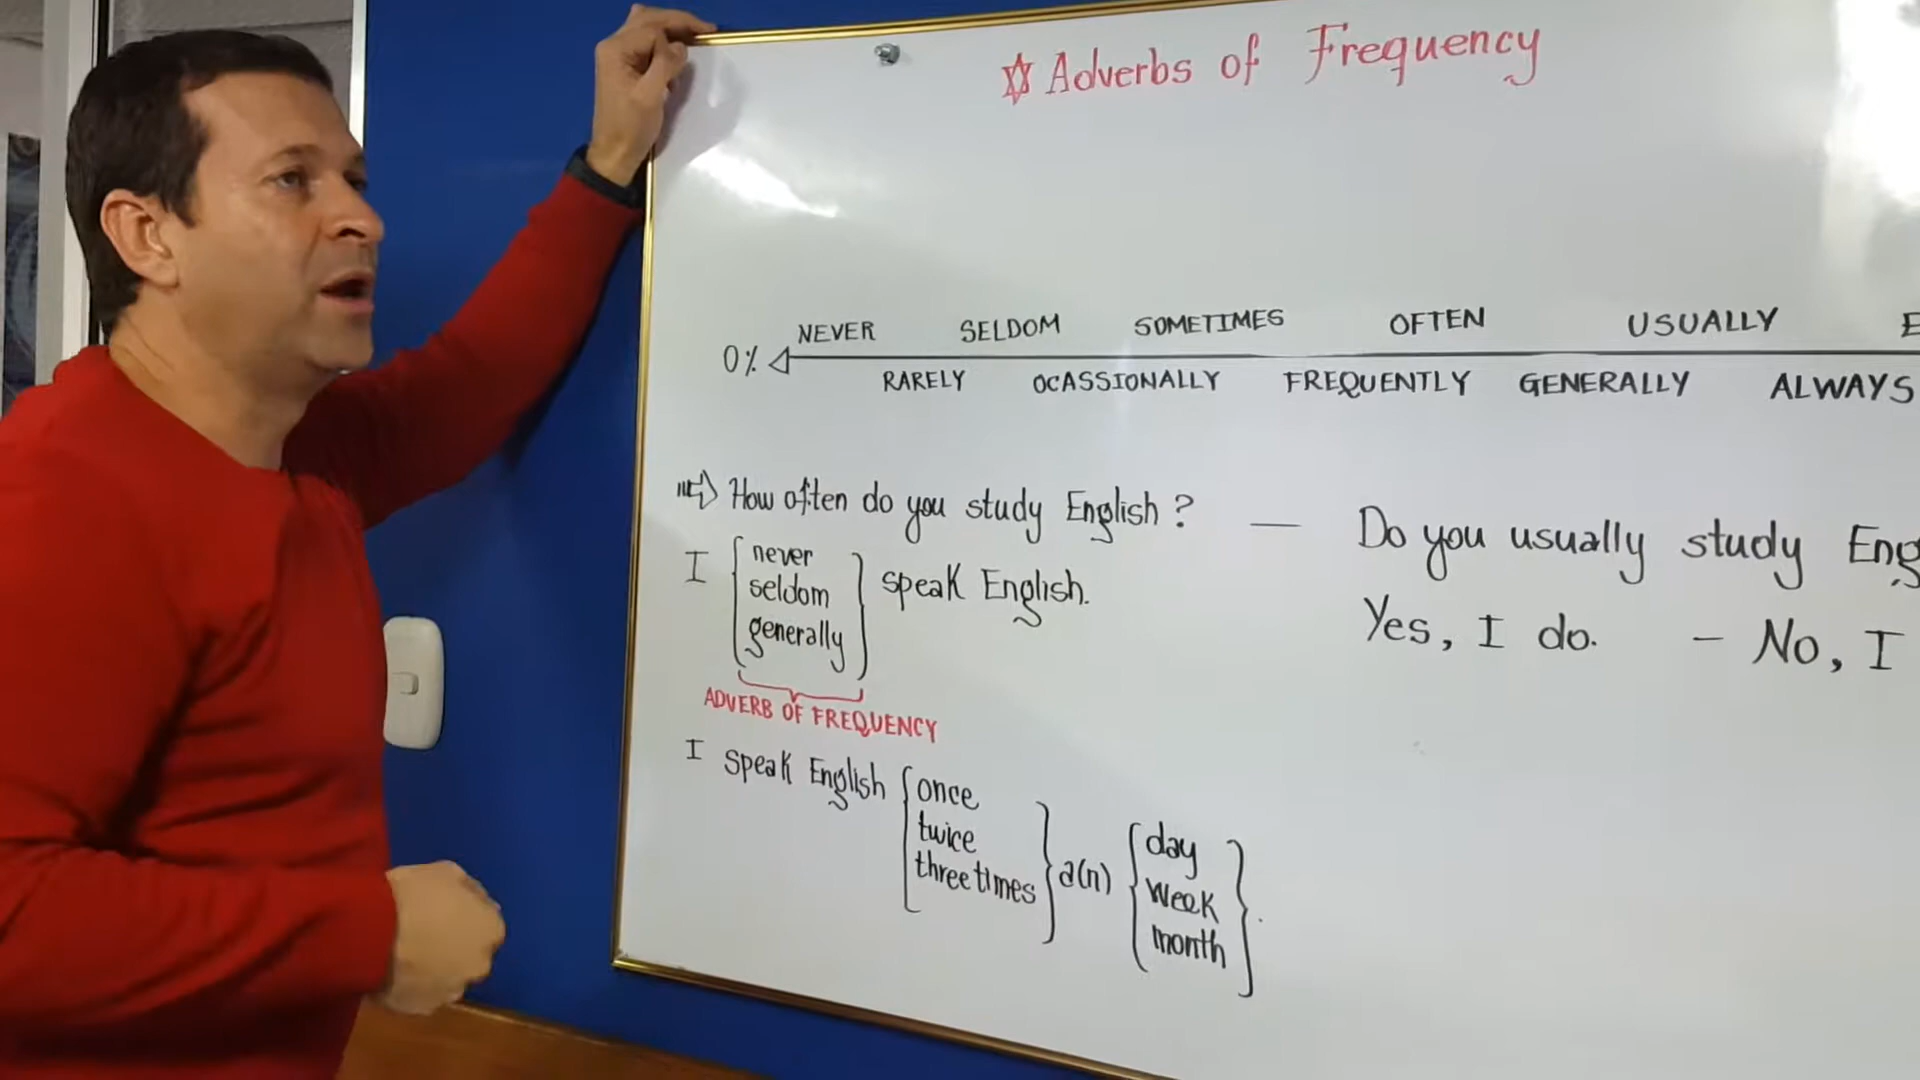 ☆ Adverbs of Frequency
NEVER SELDOM SOMETIMES OFTEN USUALLY E
0%
RARELY OCASSIONALLY FREQUENTLY GENERALLY ALWAYS
How often do you study English? — Do you usually study Eng
I never speak English.
seldom
generally
Yes, I do. - No, I
ADVERB OF FREQUENCY
I speak English once
twice
three times
a(n)
day
week
month.